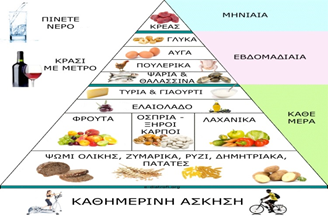 ΠΙΝΕΤΕ
ΝΕΡΟ
ΚΡΕΑΣ
ΜΗΝΙΑΙΑ
ΓΛΥΚΑ
ΑΥΓΑ
ΚΡΑΣΙ
ΜΕ ΜΕΤΡΟ
ΠΟΥΛΕΡΙΚΑ
ΕΒΔΟΜΑΔΙΑΙΑ
ΨΑΡΙΑ &
ΘΑΛΑΣΣΙΝΑ
ΤΥΡΙΑ & ΓΙΑΟΥΡΤΙ
ΕΛΑΙΟΛΑΔΟ
ΚΑΘΕ
ΜΕΡΑ
ΦΡΟΥΤΑ
ΟΣΠΡΙΑ -
ΞΗΡΟΙ
ΚΑΡΠΟΙ
ΛΑΧΑΝΙΚΑ
ΨΩΜΙ ΟΛΙΚΗΣ, ΖΥΜΑΡΙΚΑ, ΡΥΖΙ, ΔΗΜΗΤΡΙΑΚΑ,
ΠΑΤΑΤΕΣ
ΚΑΘΗΜΕΡΙΝΗ ΑΣΚΗΣΗ